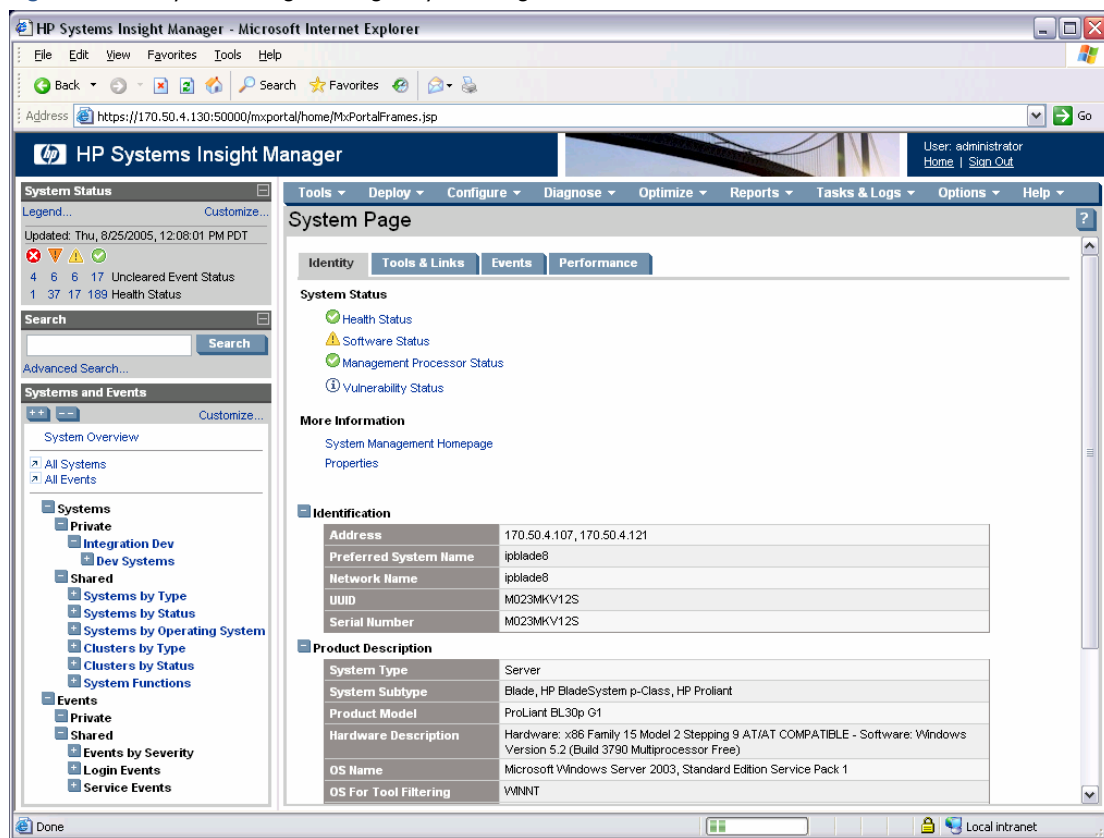 HP Systems Insight Manager - Microsoft Internet Explorer
File Edit View Favorites Tools Help
Back Search Favorites
Address https://170.50.4.130:50000/mxportal/home/MxPortalFrames.jsp Go
hp HP Systems Insight Manager
User: administrator
Home | Sign Out
System Status
Legend... Customize...
Updated: Thu, 8/25/2005, 12:08:01 PM PDT
4 6 6 17 Uncleared Event Status
1 37 17 189 Health Status
Search
Search
Advanced Search...
Systems and Events
Customize...
System Overview
All Systems
All Events
Systems
Private
Integration Dev
Dev Systems
Shared
Systems by Type
Systems by Status
Systems by Operating System
Clusters by Type
Clusters by Status
System Functions
Events
Private
Shared
Events by Severity
Login Events
Service Events
Tools Deploy Configure Diagnose Optimize Reports Tasks & Logs Options Help
System Page ?
Identity Tools & Links Events Performance
System Status
Health Status
Software Status
Management Processor Status
Vulnerability Status
More Information
System Management Homepage
Properties
Identification
Address 170.50.4.107, 170.50.4.121
Preferred System Name ipblade8
Network Name ipblade8
UUID M023MKV12S
Serial Number M023MKV12S
Product Description
System Type Server
System Subtype Blade, HP BladeSystem p-Class, HP Proliant
Product Model ProLiant BL30p G1
Hardware Description Hardware: x86 Family 15 Model 2 Stepping 9 AT/AT COMPATIBLE - Software: Windows
Version 5.2 (Build 3790 Multiprocessor Free)
OS Name Microsoft Windows Server 2003, Standard Edition Service Pack 1
OS For Tool Filtering WINNT
Done Local intranet